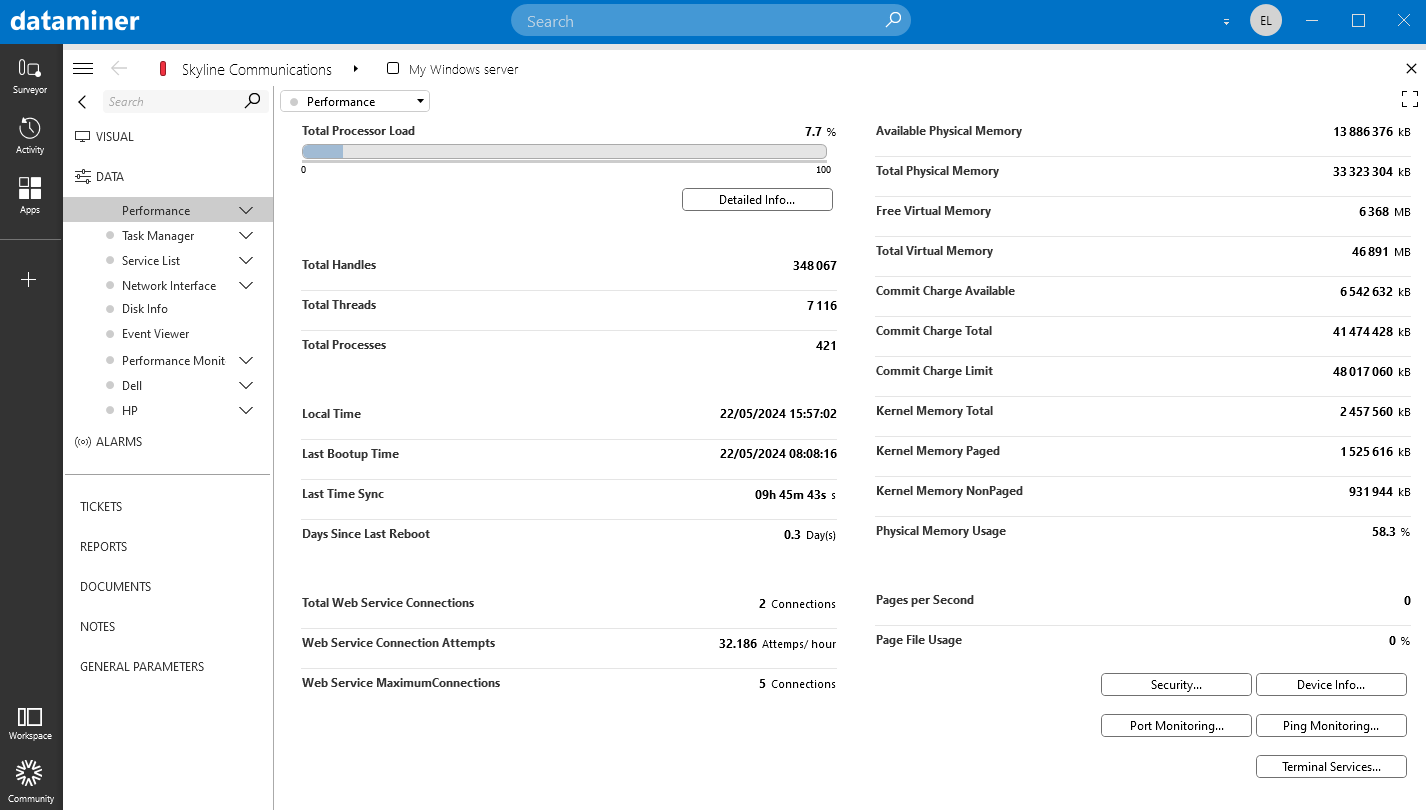 dataminer
Search
EL
Surveyor
Activity
Apps
Workspace
Community
Skyline Communications
My Windows server
Search
VISUAL
DATA
Performance
Task Manager
Service List
Network Interface
Disk Info
Event Viewer
Performance Monit
Dell
HP
ALARMS
TICKETS
REPORTS
DOCUMENTS
NOTES
GENERAL PARAMETERS
Performance
Total Processor Load 7.7 %
0 100
Detailed Info...
Total Handles 348 067
Total Threads 7 116
Total Processes 421
Local Time 22/05/2024 15:57:02
Last Bootup Time 22/05/2024 08:08:16
Last Time Sync 09h 45m 43s s
Days Since Last Reboot 0.3 Day(s)
Total Web Service Connections 2 Connections
Web Service Connection Attempts 32.186 Attemps/ hour
Web Service MaximumConnections 5 Connections
Available Physical Memory 13 886 376 kB
Total Physical Memory 33 323 304 kB
Free Virtual Memory 6 368 MB
Total Virtual Memory 46 891 MB
Commit Charge Available 6 542 632 kB
Commit Charge Total 41 474 428 kB
Commit Charge Limit 48 017 060 kB
Kernel Memory Total 2 457 560 kB
Kernel Memory Paged 1 525 616 kB
Kernel Memory NonPaged 931 944 kB
Physical Memory Usage 58.3 %
Pages per Second 0
Page File Usage 0 %
Security... Device Info...
Port Monitoring... Ping Monitoring...
Terminal Services...